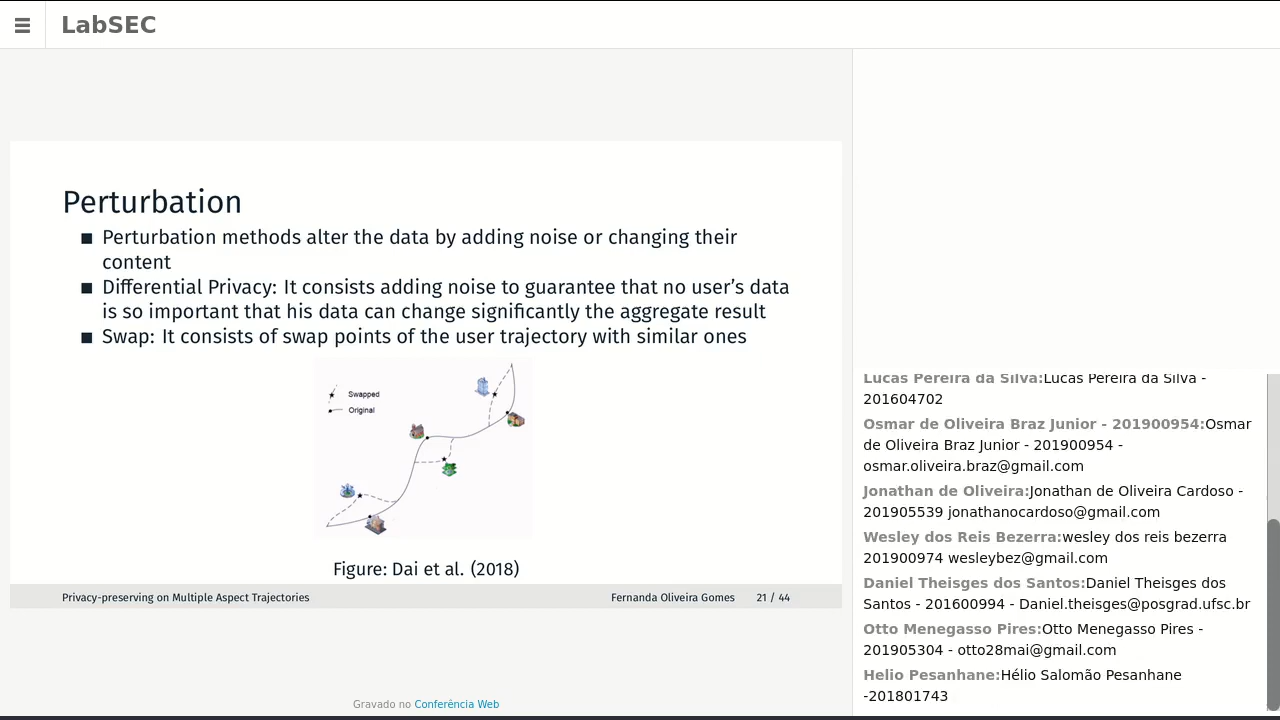 LabSEC
Perturbation
■ Perturbation methods alter the data by adding noise or changing their
content
■ Differential Privacy: It consists adding noise to guarantee that no user’s data
is so important that his data can change significantly the aggregate result
■ Swap: It consists of swap points of the user trajectory with similar ones
Swapped
Original
Figure: Dai et al. (2018)
Privacy-preserving on Multiple Aspect Trajectories
Fernanda Oliveira Gomes
21 / 44
Gravado no Conferência Web
Lucas Pereira da Silva:Lucas Pereira da Silva -
201604702
Osmar de Oliveira Braz Junior - 201900954:Osmar
de Oliveira Braz Junior - 201900954 -
osmar.oliveira.braz@gmail.com
Jonathan de Oliveira:Jonathan de Oliveira Cardoso -
201905539 jonathanocardoso@gmail.com
Wesley dos Reis Bezerra:wesley dos reis bezerra
201900974 wesleybez@gmail.com
Daniel Theisges dos Santos:Daniel Theisges dos
Santos - 201600994 - Daniel.theisges@posgrad.ufsc.br
Otto Menegasso Pires:Otto Menegasso Pires -
201905304 - otto28mai@gmail.com
Helio Pesanhane:Hélio Salomão Pesanhane
-201801743